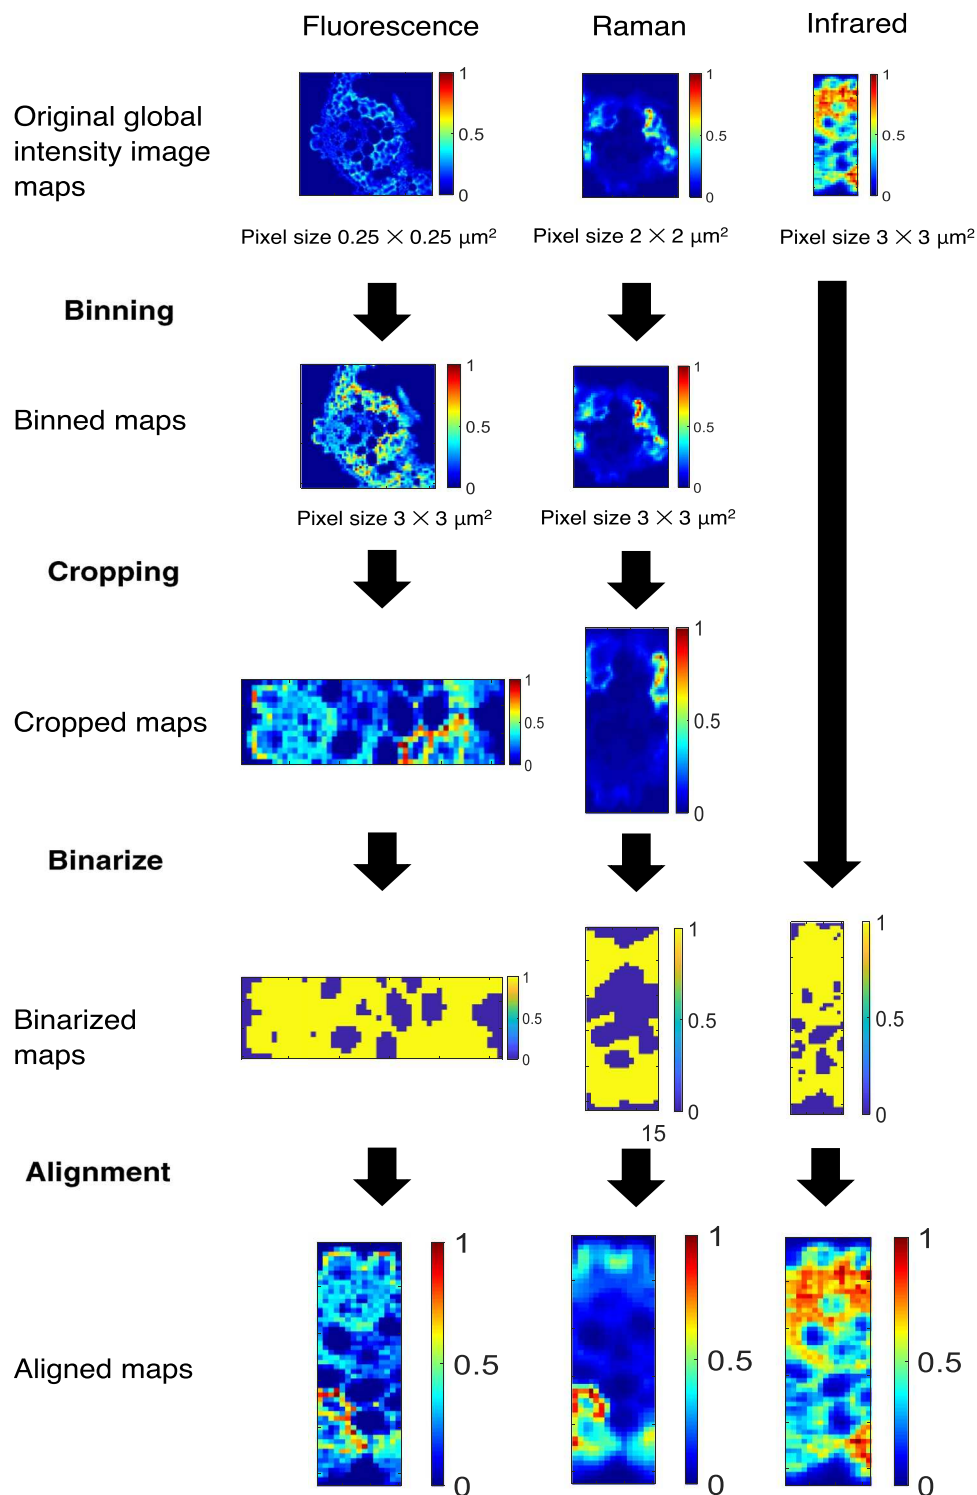 Fluorescence Raman Infrared
Original global
intensity image
maps
1
0.5
0
1
0.5
0
1
0.5
0
Pixel size 0.25 × 0.25 µm²
Pixel size 2 × 2 µm²
Pixel size 3 × 3 µm²
Binning
Binned maps
1
0.5
0
1
0.5
0
Pixel size 3 × 3 µm²
Pixel size 3 × 3 µm²
Cropping
Cropped maps
1
0.5
0
1
0.5
0
Binarize
Binarized
maps
1
0.5
0
1
0.5
0
1
0.5
0
15
Alignment
Aligned maps
1
0.5
0
1
0.5
0
1
0.5
0